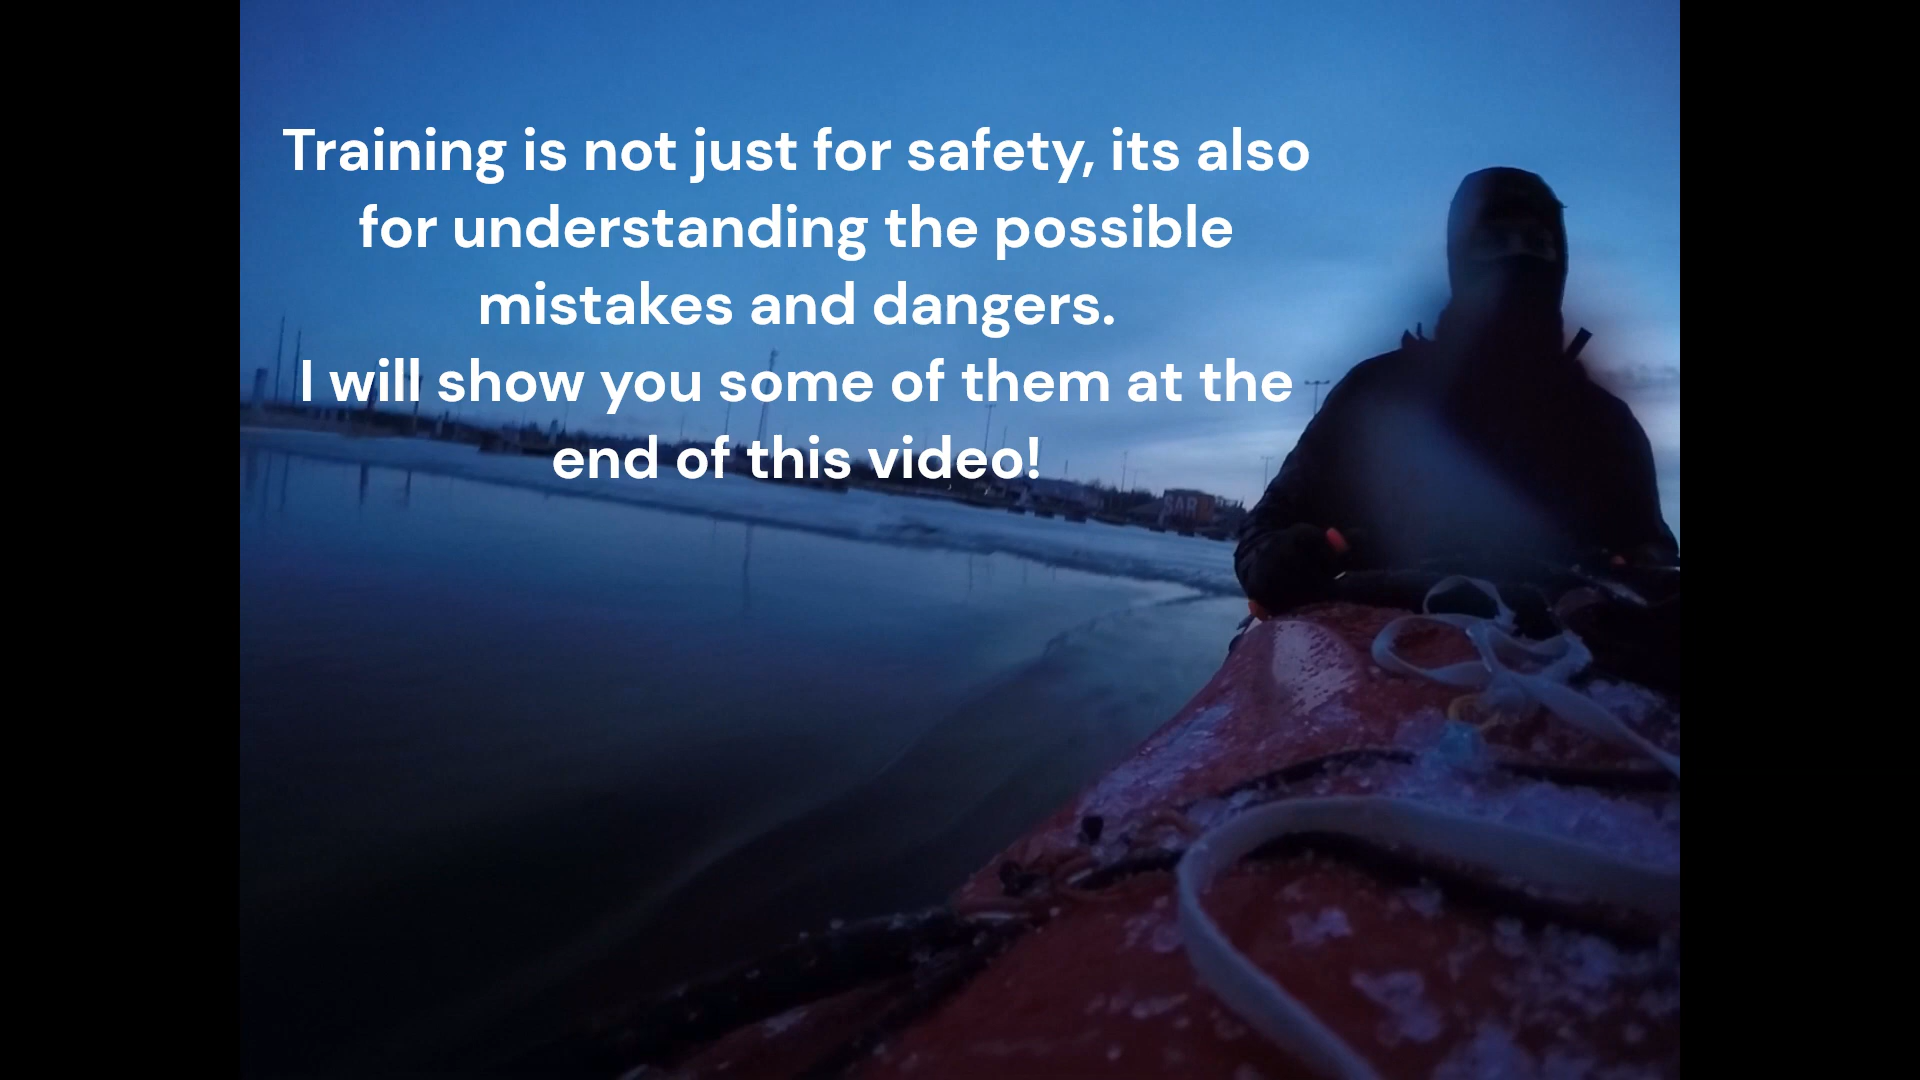 Training is not just for safety, its also
for understanding the possible
mistakes and dangers.
I will show you some of them at the
end of this video!
SAR